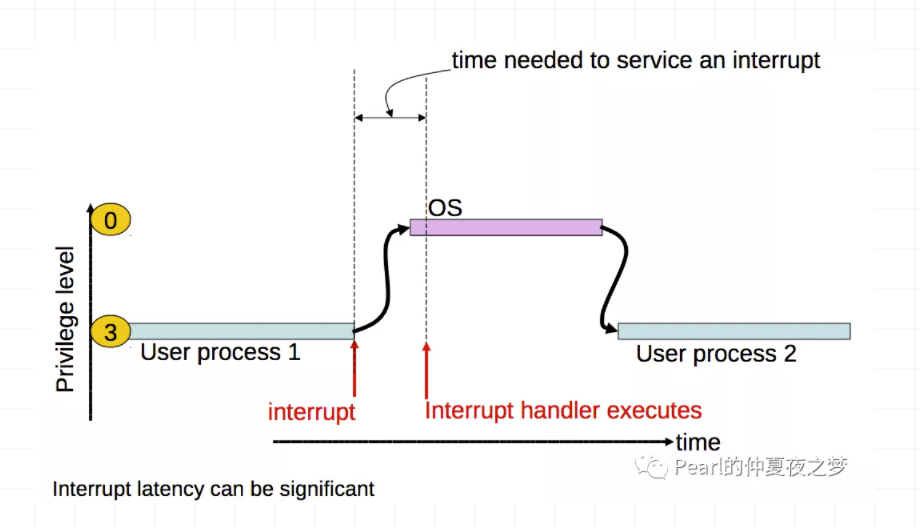 time needed to service an interrupt
OS
0
Privilege level
3
User process 1
User process 2
interrupt
Interrupt handler executes
time
Pearl的仲夏夜之梦
Interrupt latency can be significant